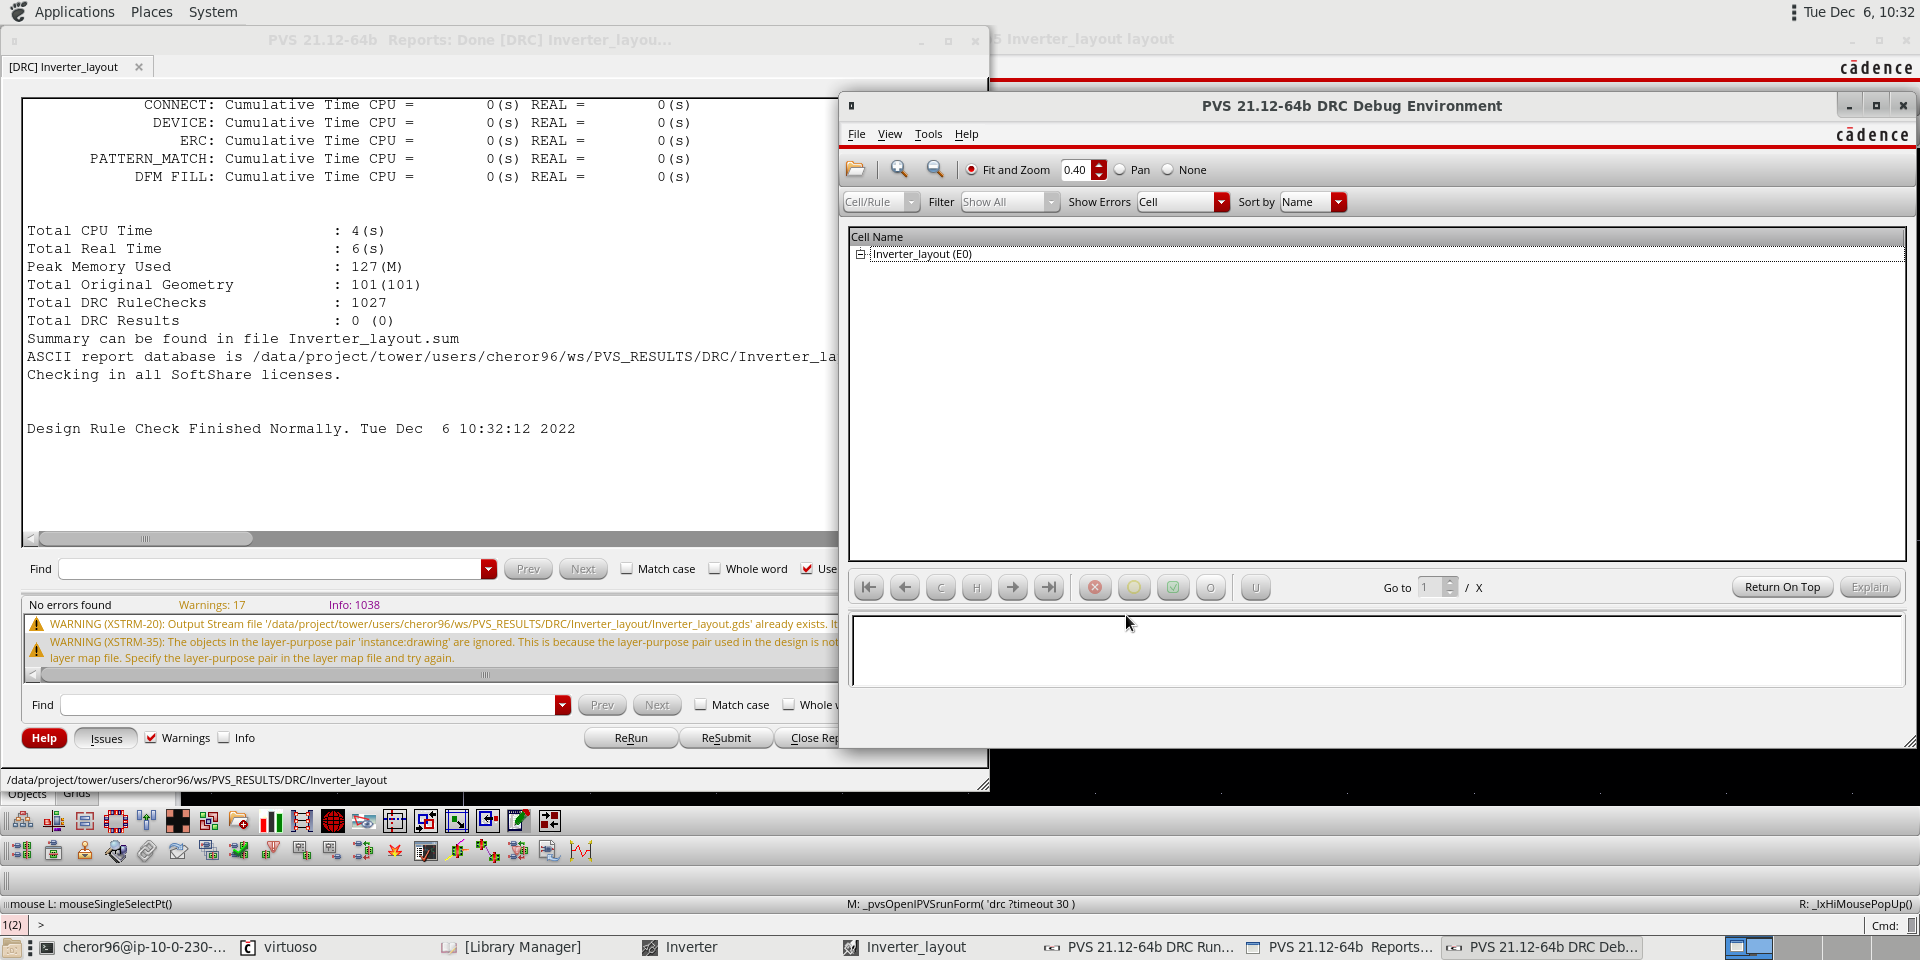 Applications Places System
Tue Dec 6, 10:32
PVS 21.12-64b Reports: Done [DRC] Inverter_layou...
5 Inverter_layout layout
[DRC] Inverter_layout
cādence
CONNECT: Cumulative Time CPU = 0(s) REAL = 0(s)
DEVICE: Cumulative Time CPU = 0(s) REAL = 0(s)
ERC: Cumulative Time CPU = 0(s) REAL = 0(s)
PATTERN_MATCH: Cumulative Time CPU = 0(s) REAL = 0(s)
DFM FILL: Cumulative Time CPU = 0(s) REAL = 0(s)
Total CPU Time : 4(s)
Total Real Time : 6(s)
Peak Memory Used : 127(M)
Total Original Geometry : 101(101)
Total DRC RuleChecks : 1027
Total DRC Results : 0 (0)
Summary can be found in file Inverter_layout.sum
ASCII report database is /data/project/tower/users/cheror96/ws/PVS_RESULTS/DRC/Inverter_la
Checking in all SoftShare licenses.
Design Rule Check Finished Normally. Tue Dec 6 10:32:12 2022
Find Prev Next Match case Whole word Use
No errors found Warnings: 17 Info: 1038
WARNING (XSTRM-20): Output Stream file '/data/project/tower/users/cheror96/ws/PVS_RESULTS/DRC/Inverter_layout/Inverter_layout.gds' already exists. It
WARNING (XSTRM-35): The objects in the layer-purpose pair 'instance:drawing' are ignored. This is because the layer-purpose pair used in the design is not
layer map file. Specify the layer-purpose pair in the layer map file and try again.
Find Prev Next Match case Whole w
Help Issues Warnings Info ReRun ReSubmit Close Rep
/data/project/tower/users/cheror96/ws/PVS_RESULTS/DRC/Inverter_layout
PVS 21.12-64b DRC Debug Environment
File View Tools Help
cādence
Fit and Zoom 0.40 Pan None
Cell/Rule Filter Show All Show Errors Cell Sort by Name
Cell Name
Inverter_layout (E0)
C H O U Go to 1 / X Return On Top Explain
Objects Grids
mouse L: mouseSingleSelectPt() M: _pvsOpenIPVSrunForm( 'drc ?timeout 30 ) R: _lxHiMousePopUp()
1(2) > Cmd:
cheror96@ip-10-0-230-... virtuoso [Library Manager] Inverter Inverter_layout PVS 21.12-64b DRC Run... PVS 21.12-64b Reports... PVS 21.12-64b DRC Deb...